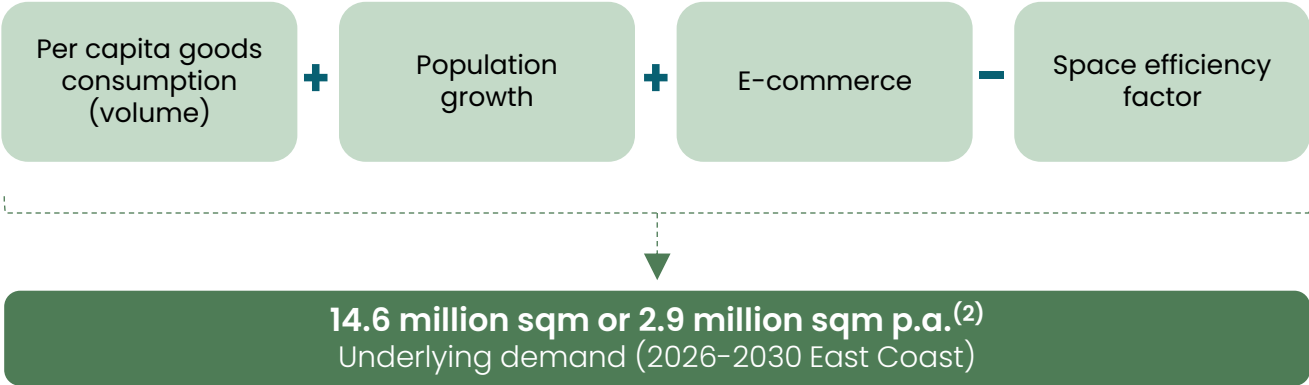 Per capita goods
consumption
(volume)
+
Population
growth
+
E-commerce
−
Space efficiency
factor
14.6 million sqm or 2.9 million sqm p.a.(2)
Underlying demand (2026-2030 East Coast)